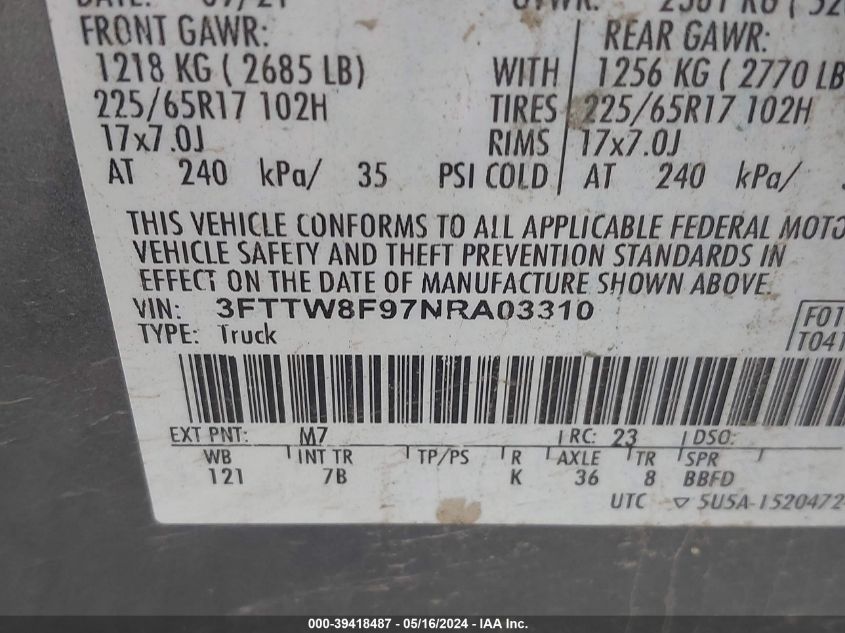 FRONT GAWR: REAR GAWR:
1218 KG ( 2685 LB) WITH 1256 KG ( 2770 LB
225/65R17 102H TIRES 225/65R17 102H
17x7.0J RIMS 17x7.0J
AT 240 kPa/ 35 PSI COLD AT 240 kPa/
THIS VEHICLE CONFORMS TO ALL APPLICABLE FEDERAL MOTO
VEHICLE SAFETY AND THEFT PREVENTION STANDARDS IN
EFFECT ON THE DATE OF MANUFACTURE SHOWN ABOVE.
VIN: 3FTTW8F97NRA03310 F01
TYPE: Truck T041
EXT PNT: M7 RC: 23 DSO:
WB INT TR TP/PS R AXLE TR SPR
121 7B K 36 8 BBFD
UTC ▽ 5U5A-1520472-
000-39418487 - 05/16/2024 - IAA Inc.